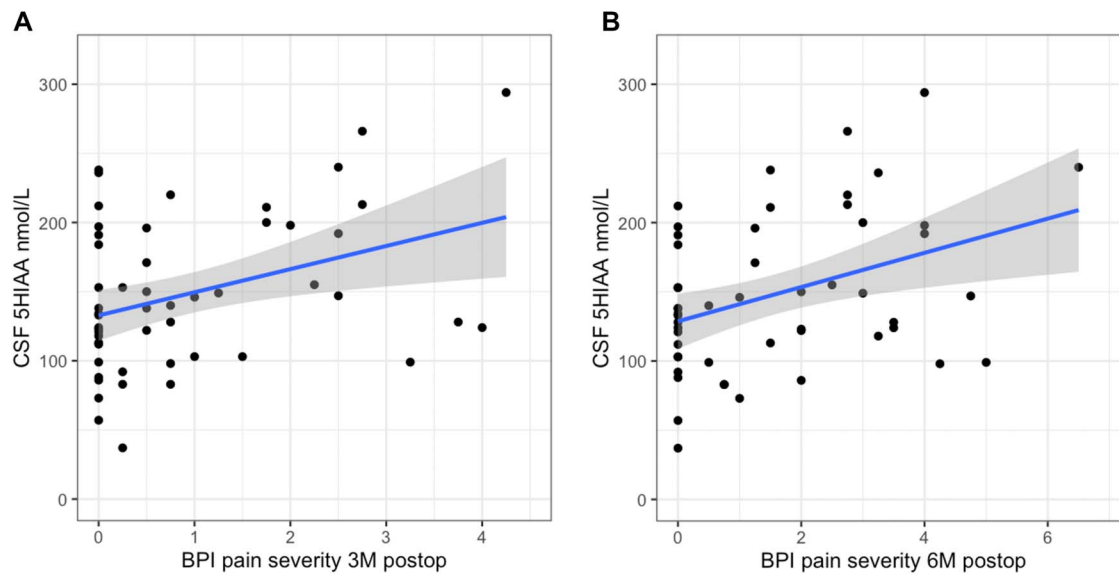 A
B
CSF 5HIAA nmol/L
300
200
100
0
0 1 2 3 4
BPI pain severity 3M postop
CSF 5HIAA nmol/L
300
200
100
0
0 2 4 6
BPI pain severity 6M postop